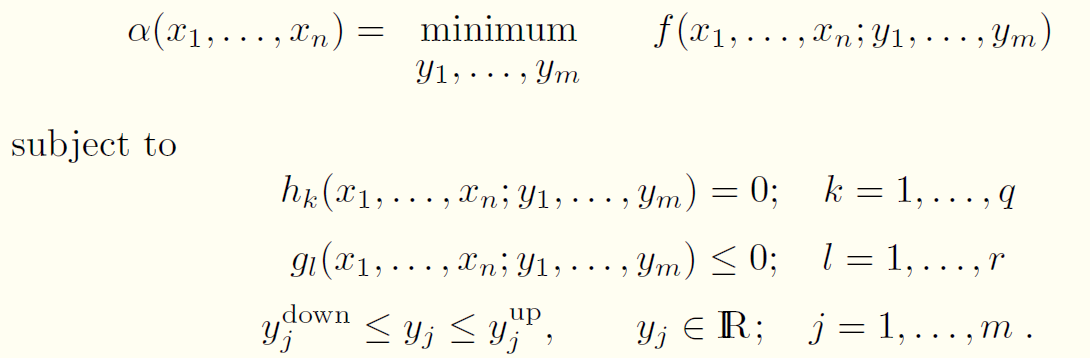 α(x₁, . . . , xₙ) = minimum f(x₁, . . . , xₙ; y₁, . . . , yₘ)
y₁, . . . , yₘ
subject to
hₖ(x₁, . . . , xₙ; y₁, . . . , yₘ) = 0; k = 1, . . . , q
gₗ(x₁, . . . , xₙ; y₁, . . . , yₘ) ≤ 0; l = 1, . . . , r
yⱼ^down ≤ yⱼ ≤ yⱼ^up, yⱼ ∈ ℝ; j = 1, . . . , m .